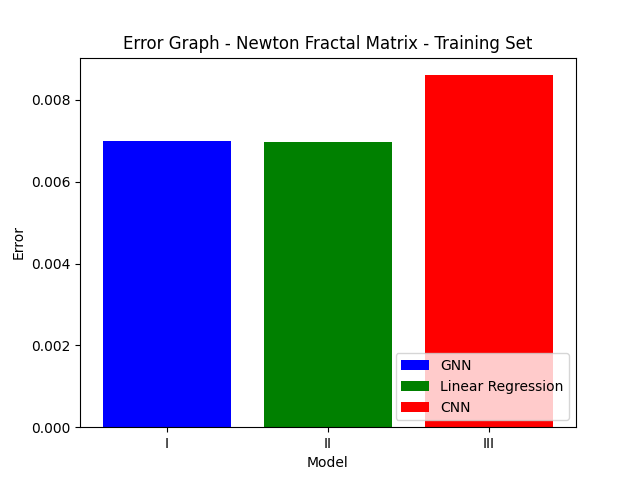 Error Graph - Newton Fractal Matrix - Training Set
0.008
0.006
0.004
0.002
0.000
Error
GNN
Linear Regression
CNN
I II III
Model